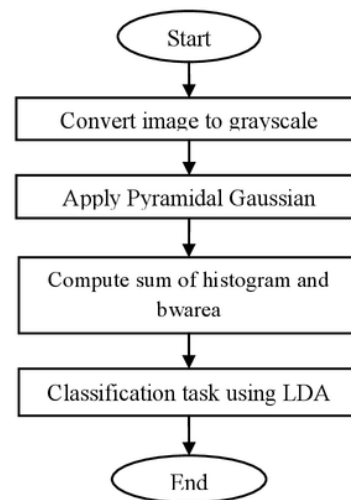 Start
Convert image to grayscale
Apply Pyramidal Gaussian
Compute sum of histogram and
bwarea
Classification task using LDA
End